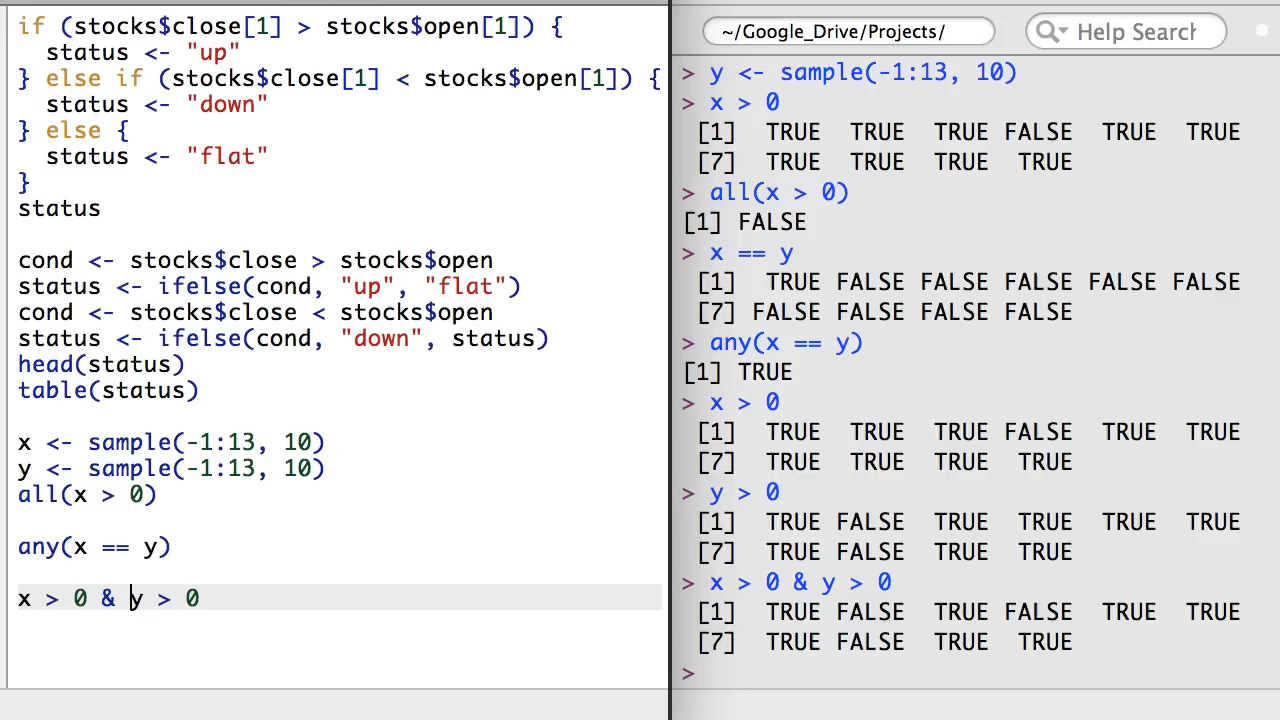 if (stocks$close[1] > stocks$open[1]) {
  status <- "up"
} else if (stocks$close[1] < stocks$open[1]) {
  status <- "down"
} else {
  status <- "flat"
}
status

cond <- stocks$close > stocks$open
status <- ifelse(cond, "up", "flat")
cond <- stocks$close < stocks$open
status <- ifelse(cond, "down", status)
head(status)
table(status)

x <- sample(-1:13, 10)
y <- sample(-1:13, 10)
all(x > 0)

any(x == y)

x > 0 & y > 0

~/Google_Drive/Projects/
Help Search
> y <- sample(-1:13, 10)
> x > 0
 [1]  TRUE  TRUE  TRUE FALSE  TRUE  TRUE
 [7]  TRUE  TRUE  TRUE  TRUE
> all(x > 0)
[1] FALSE
> x == y
 [1]  TRUE FALSE FALSE FALSE FALSE FALSE
 [7] FALSE FALSE FALSE FALSE
> any(x == y)
[1] TRUE
> x > 0
 [1]  TRUE  TRUE  TRUE FALSE  TRUE  TRUE
 [7]  TRUE  TRUE  TRUE  TRUE
> y > 0
 [1]  TRUE FALSE  TRUE  TRUE  TRUE  TRUE
 [7]  TRUE FALSE  TRUE  TRUE
> x > 0 & y > 0
 [1]  TRUE FALSE  TRUE FALSE  TRUE  TRUE
 [7]  TRUE FALSE  TRUE  TRUE
>